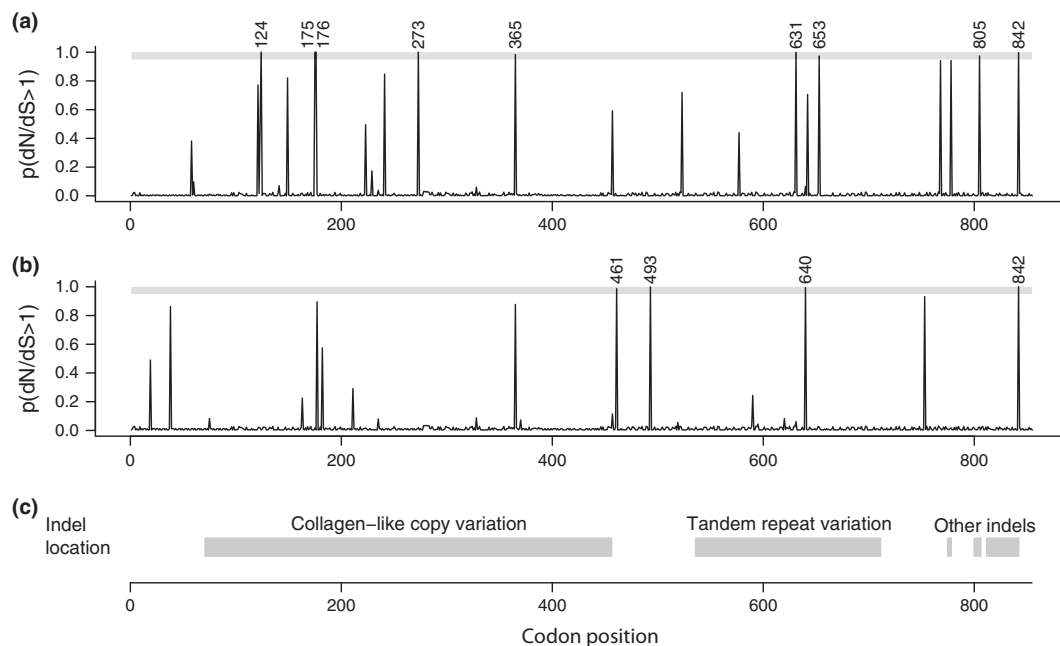 (a)
124 175 176 273 365 631 653 805 842
p(dN/dS>1)
1.0
0.8
0.6
0.4
0.2
0.0
0 200 400 600 800
(b)
461 493 640 842
p(dN/dS>1)
1.0
0.8
0.6
0.4
0.2
0.0
0 200 400 600 800
(c)
Indel
location
Collagen–like copy variation Tandem repeat variation Other indels
0 200 400 600 800
Codon position